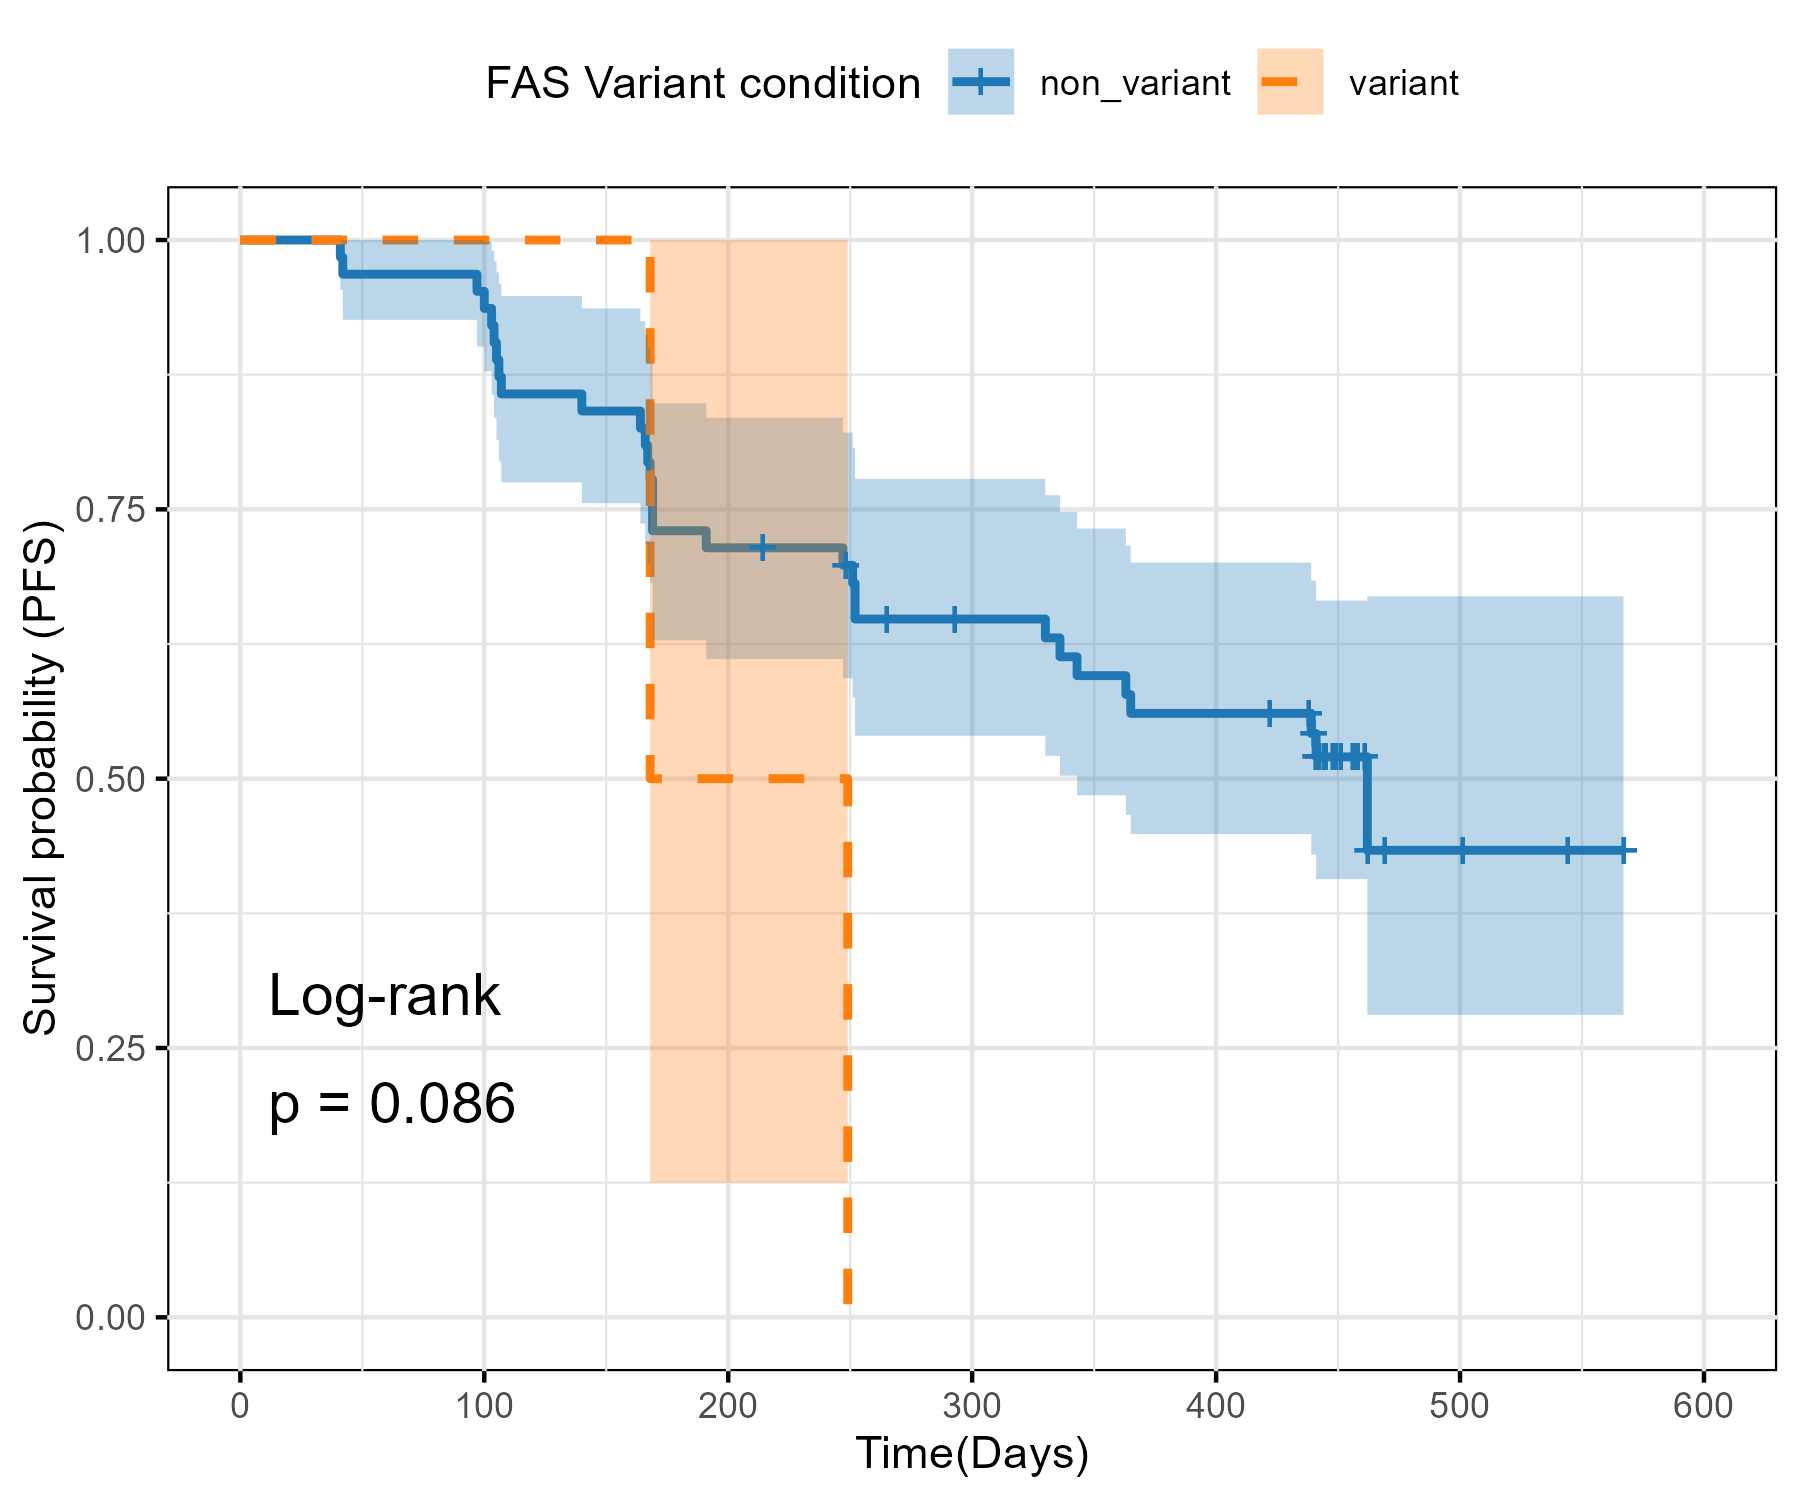 FAS Variant condition non_variant variant
1.00
0.75
0.50
0.25
0.00
Survival probability (PFS)
Log-rank
p = 0.086
0 100 200 300 400 500 600
Time(Days)